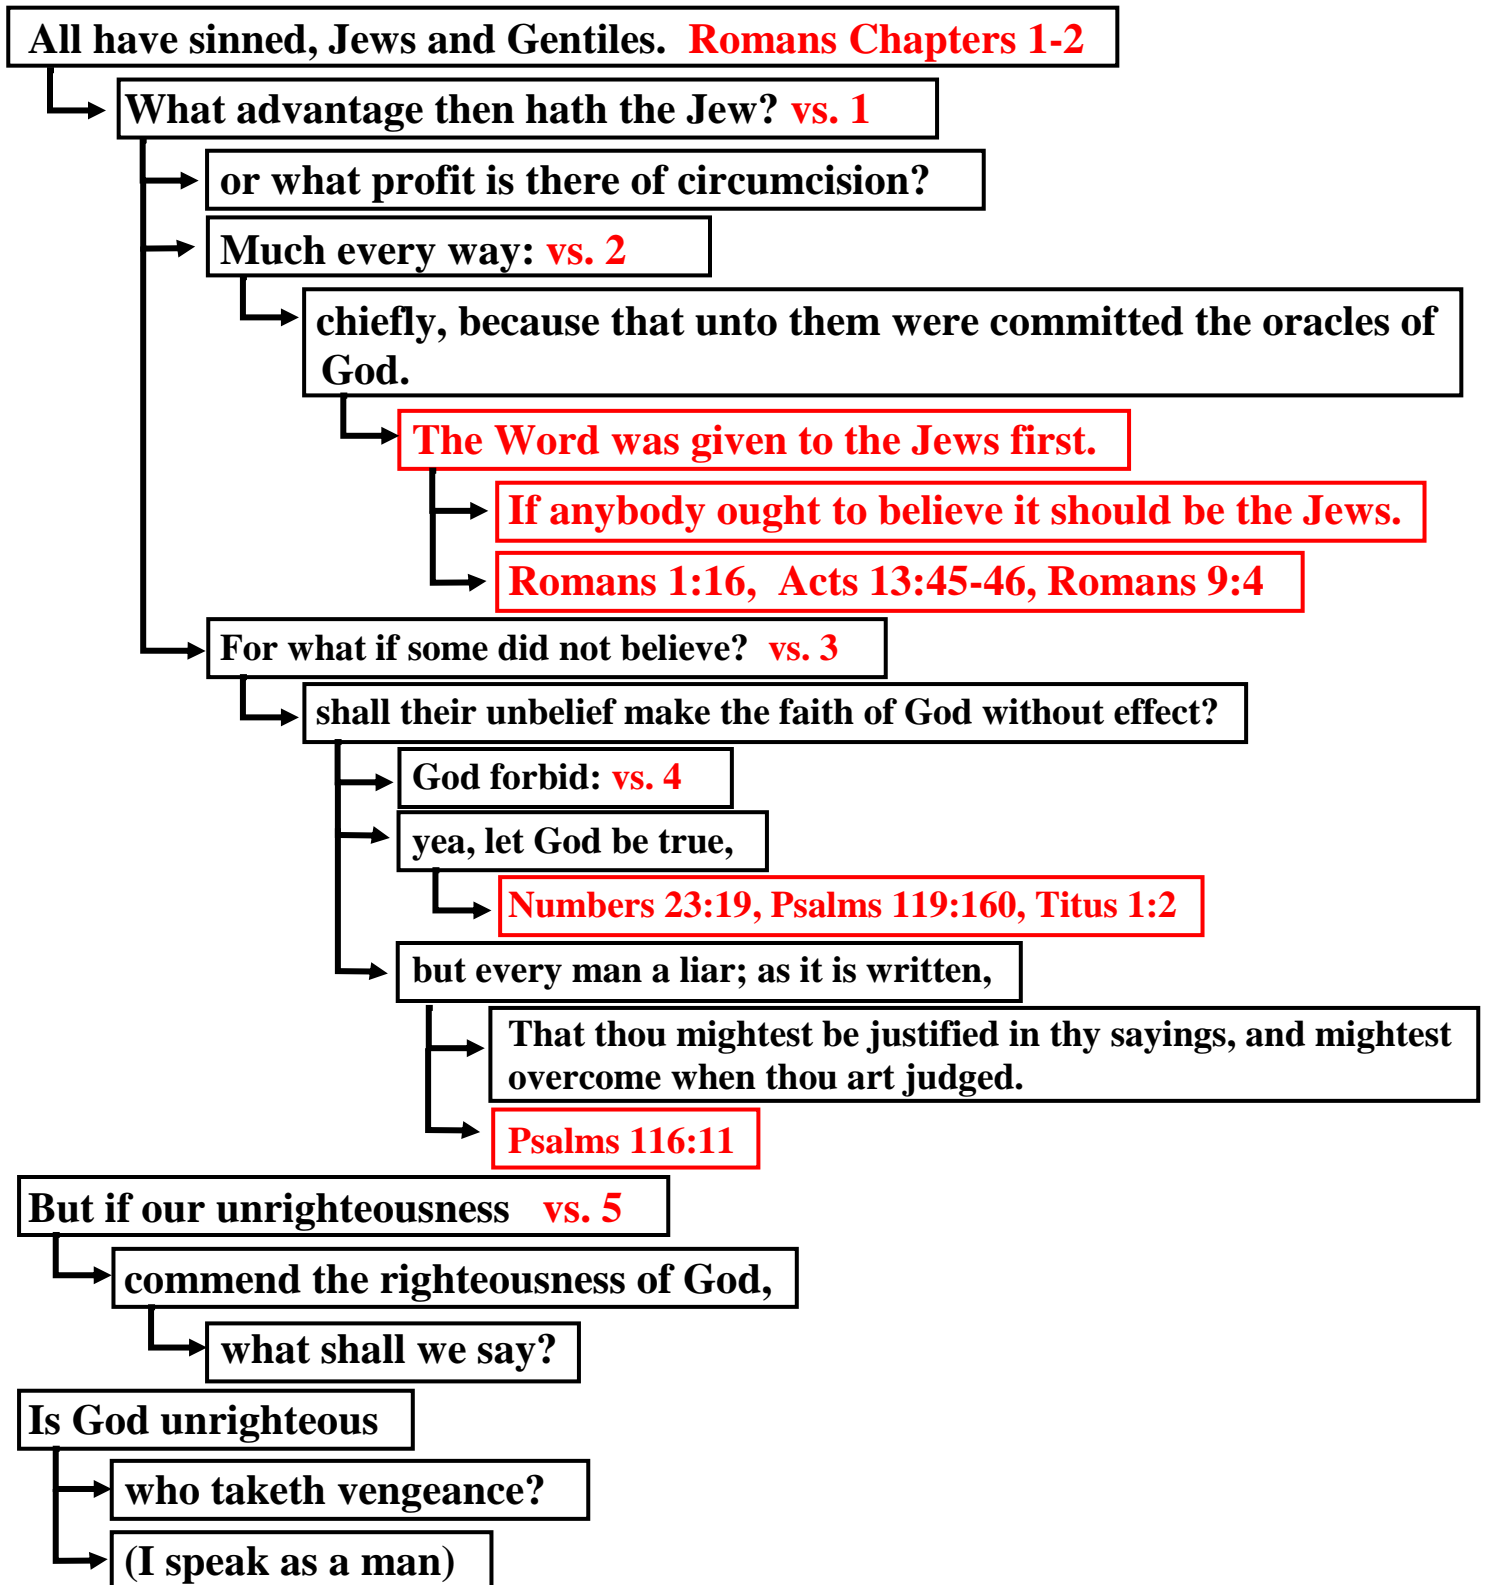 All have sinned, Jews and Gentiles. Romans Chapters 1-2
What advantage then hath the Jew? vs. 1
or what profit is there of circumcision?
Much every way: vs. 2
chiefly, because that unto them were committed the oracles of
God.
The Word was given to the Jews first.
If anybody ought to believe it should be the Jews.
Romans 1:16, Acts 13:45-46, Romans 9:4
For what if some did not believe? vs. 3
shall their unbelief make the faith of God without effect?
God forbid: vs. 4
yea, let God be true,
Numbers 23:19, Psalms 119:160, Titus 1:2
but every man a liar; as it is written,
That thou mightest be justified in thy sayings, and mightest
overcome when thou art judged.
Psalms 116:11
But if our unrighteousness vs. 5
commend the righteousness of God,
what shall we say?
Is God unrighteous
who taketh vengeance?
(I speak as a man)